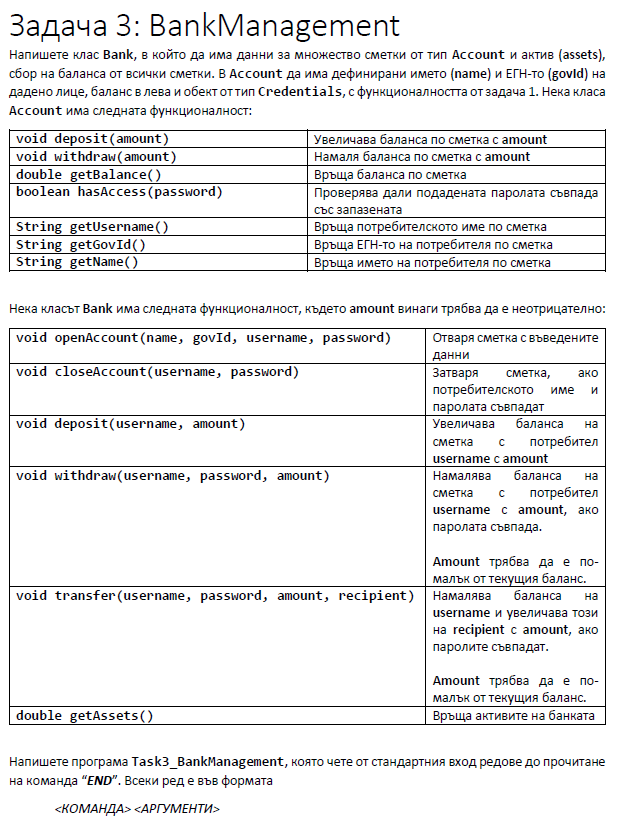 Задача 3: BankManagement
Напишете клас Bank, в който да има данни за множество сметки от тип Account и актив (assets),
сбор на баланса от всички сметки. В Account да има дефинирани името (name) и ЕГН-то (govId) на
дадено лице, баланс в лева и обект от тип Credentials, с функционалността от задача 1. Нека класа
Account има следната функционалност:
void deposit(amount) Увеличава баланса по сметка с amount
void withdraw(amount) Намаля баланса по сметка с amount
double getBalance() Връща баланса по сметка
boolean hasAccess(password) Проверява дали подадената паролата съвпада
със запазената
String getUsername() Връща потребителското име по сметка
String getGovId() Връща ЕГН-то на потребителя по сметка
String getName() Връща името на потребителя по сметка
Нека класът Bank има следната функционалност, където amount винаги трябва да е неотрицателно:
void openAccount(name, govId, username, password) Отваря сметка с въведените
данни
void closeAccount(username, password) Затваря сметка, ако
потребителското име и
паролата съвпадат
void deposit(username, amount) Увеличава баланса на
сметка с потребител
username с amount
void withdraw(username, password, amount) Намалява баланса на
сметка с потребител
username с amount, ако
паролата съвпада.
Amount трябва да е по-
малък от текущия баланс.
void transfer(username, password, amount, recipient) Намалява баланса на
username и увеличава този
на recipient с amount, ако
паролите съвпадат.
Amount трябва да е по-
малък от текущия баланс.
double getAssets() Връща активите на банката
Напишете програма Task3_BankManagement, която чете от стандартния вход редове до прочитане
на команда "END". Всеки ред е във формата
<КОМАНДА> <АРГУМЕНТИ>